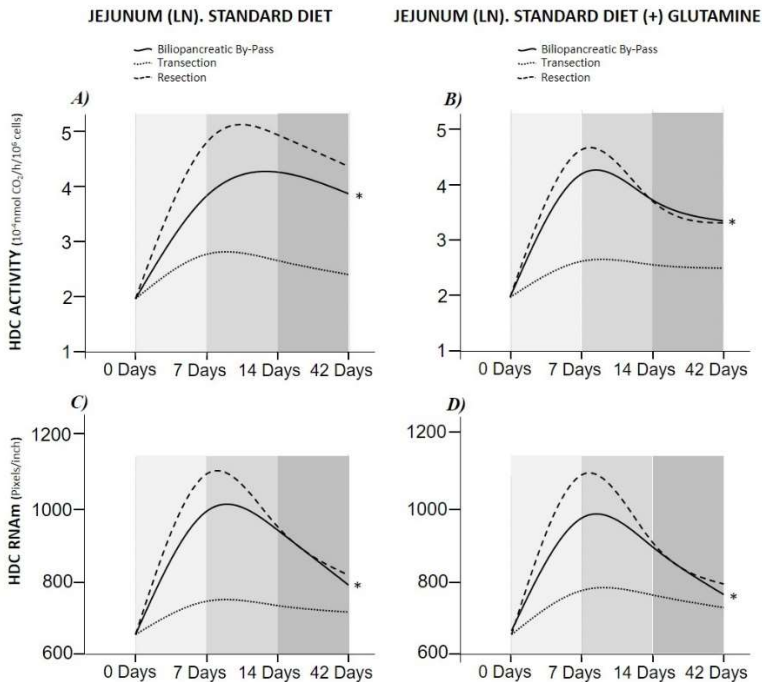 JEJUNUM (LN). STANDARD DIET
Biliopancreatic By-Pass
Transection
Resection
JEJUNUM (LN). STANDARD DIET (+) GLUTAMINE
Biliopancreatic By-Pass
Transection
Resection
A)
HDC ACTIVITY (10⁻⁶nmol CO₂/h/10⁶ cells)
5
4
3
2
1
*
0 Days 7 Days 14 Days 42 Days
B)
5
4
3
2
1
*
0 Days 7 Days 14 Days 42 Days
C)
HDC RNAm (Pixels/inch)
1200
1000
800
600
*
0 Days 7 Days 14 Days 42 Days
D)
1200
1000
800
600
*
0 Days 7 Days 14 Days 42 Days